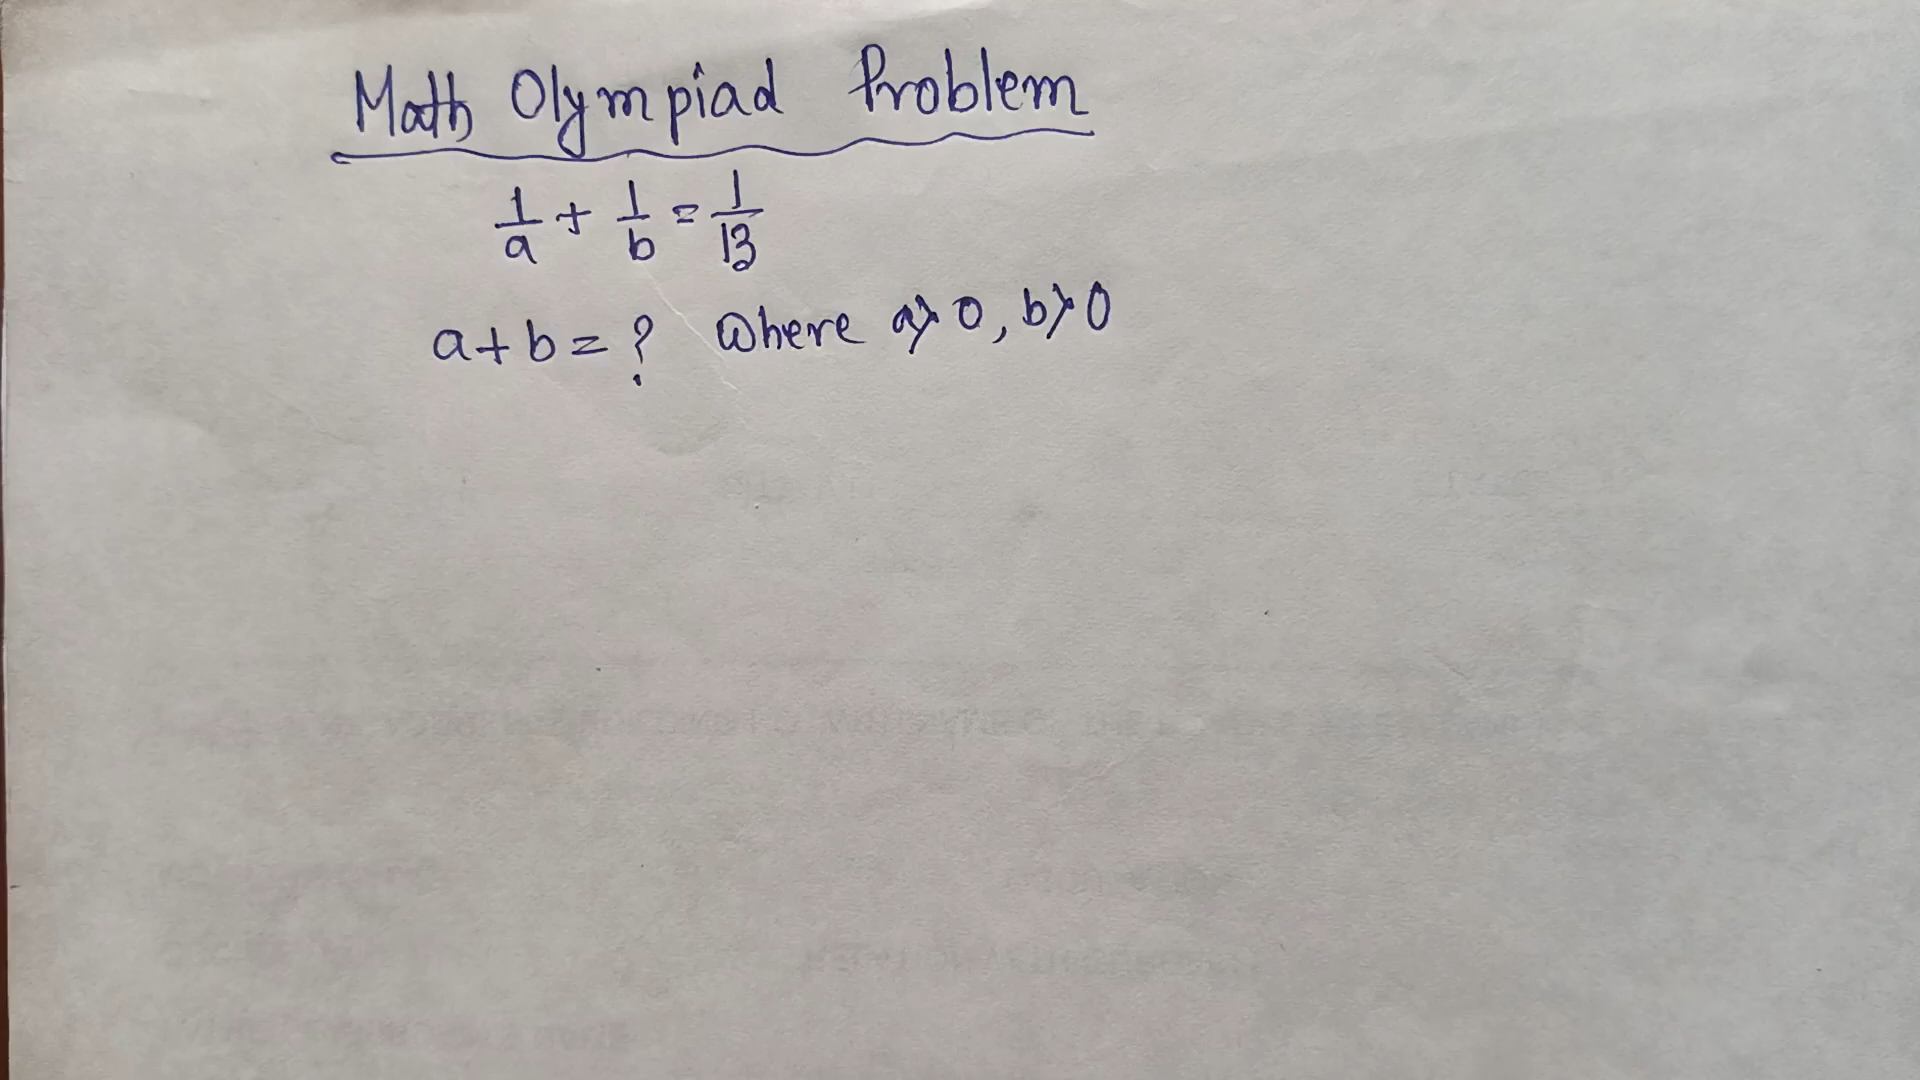 Math Olympiad Problem
1/a + 1/b = 1/13
a+b=? Where a>0, b>0